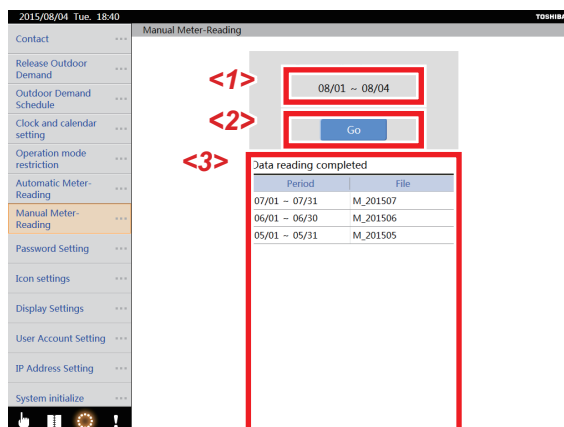 2015/08/04 Tue. 18:40
TOSHIBA
Manual Meter-Reading
Contact
Release Outdoor
Demand
Outdoor Demand
Schedule
Clock and calendar
setting
Operation mode
restriction
Automatic Meter-
Reading
Manual Meter-
Reading
Password Setting
Icon settings
Display Settings
User Account Setting
IP Address Setting
System initialize
<1>
08/01 ~ 08/04
<2>
Go
<3>
Data reading completed
Period File
07/01 ~ 07/31 M_201507
06/01 ~ 06/30 M_201506
05/01 ~ 05/31 M_201505